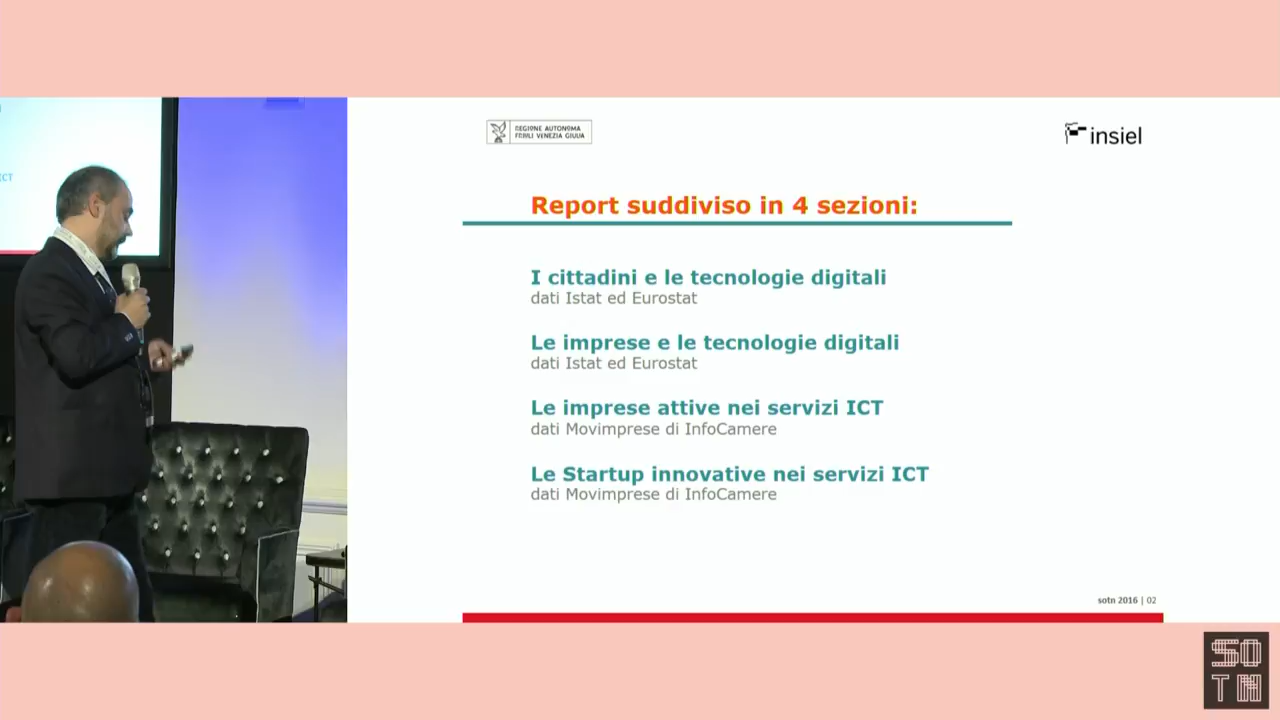 CT
REGIONE AUTONOMA
FRIULI VENEZIA GIULIA
insiel
Report suddiviso in 4 sezioni:
I cittadini e le tecnologie digitali
dati Istat ed Eurostat
Le imprese e le tecnologie digitali
dati Istat ed Eurostat
Le imprese attive nei servizi ICT
dati Movimprese di InfoCamere
Le Startup innovative nei servizi ICT
dati Movimprese di InfoCamere
sotn 2016 | 02
SO
TN